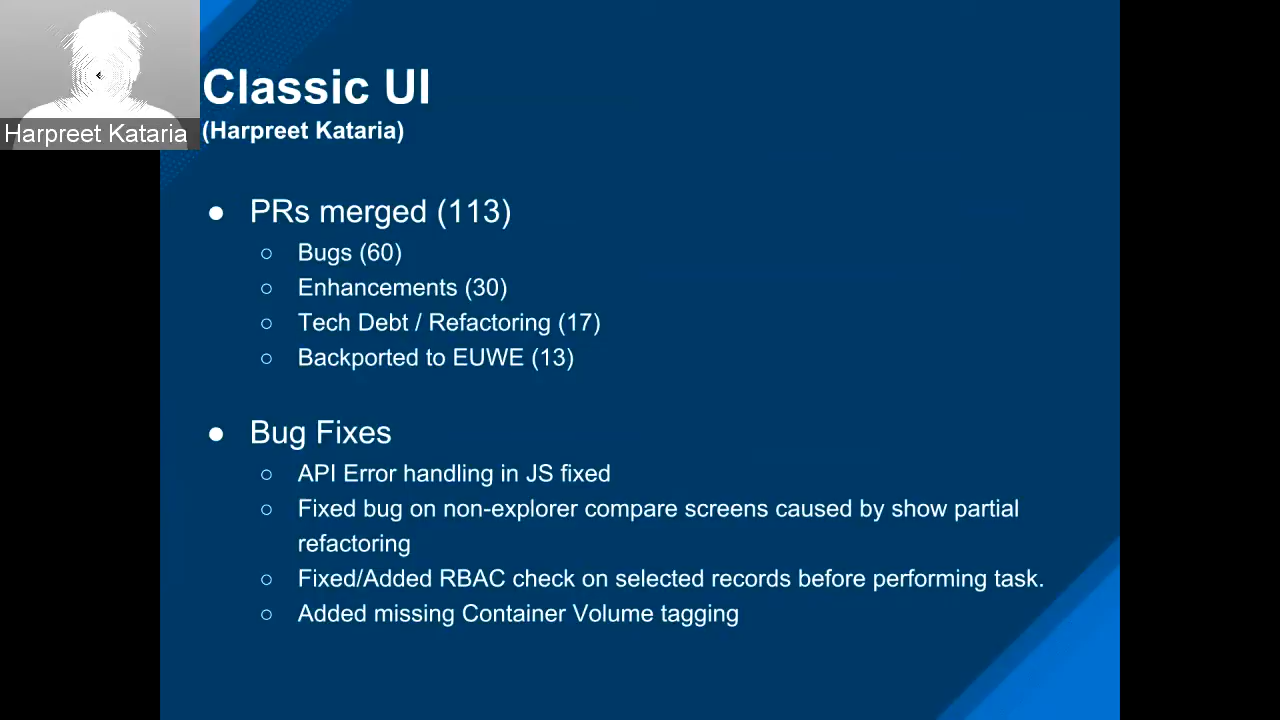 Classic UI
Harpreet Kataria
(Harpreet Kataria)
● PRs merged (113)
○ Bugs (60)
○ Enhancements (30)
○ Tech Debt / Refactoring (17)
○ Backported to EUWE (13)
● Bug Fixes
○ API Error handling in JS fixed
○ Fixed bug on non-explorer compare screens caused by show partial
refactoring
○ Fixed/Added RBAC check on selected records before performing task.
○ Added missing Container Volume tagging